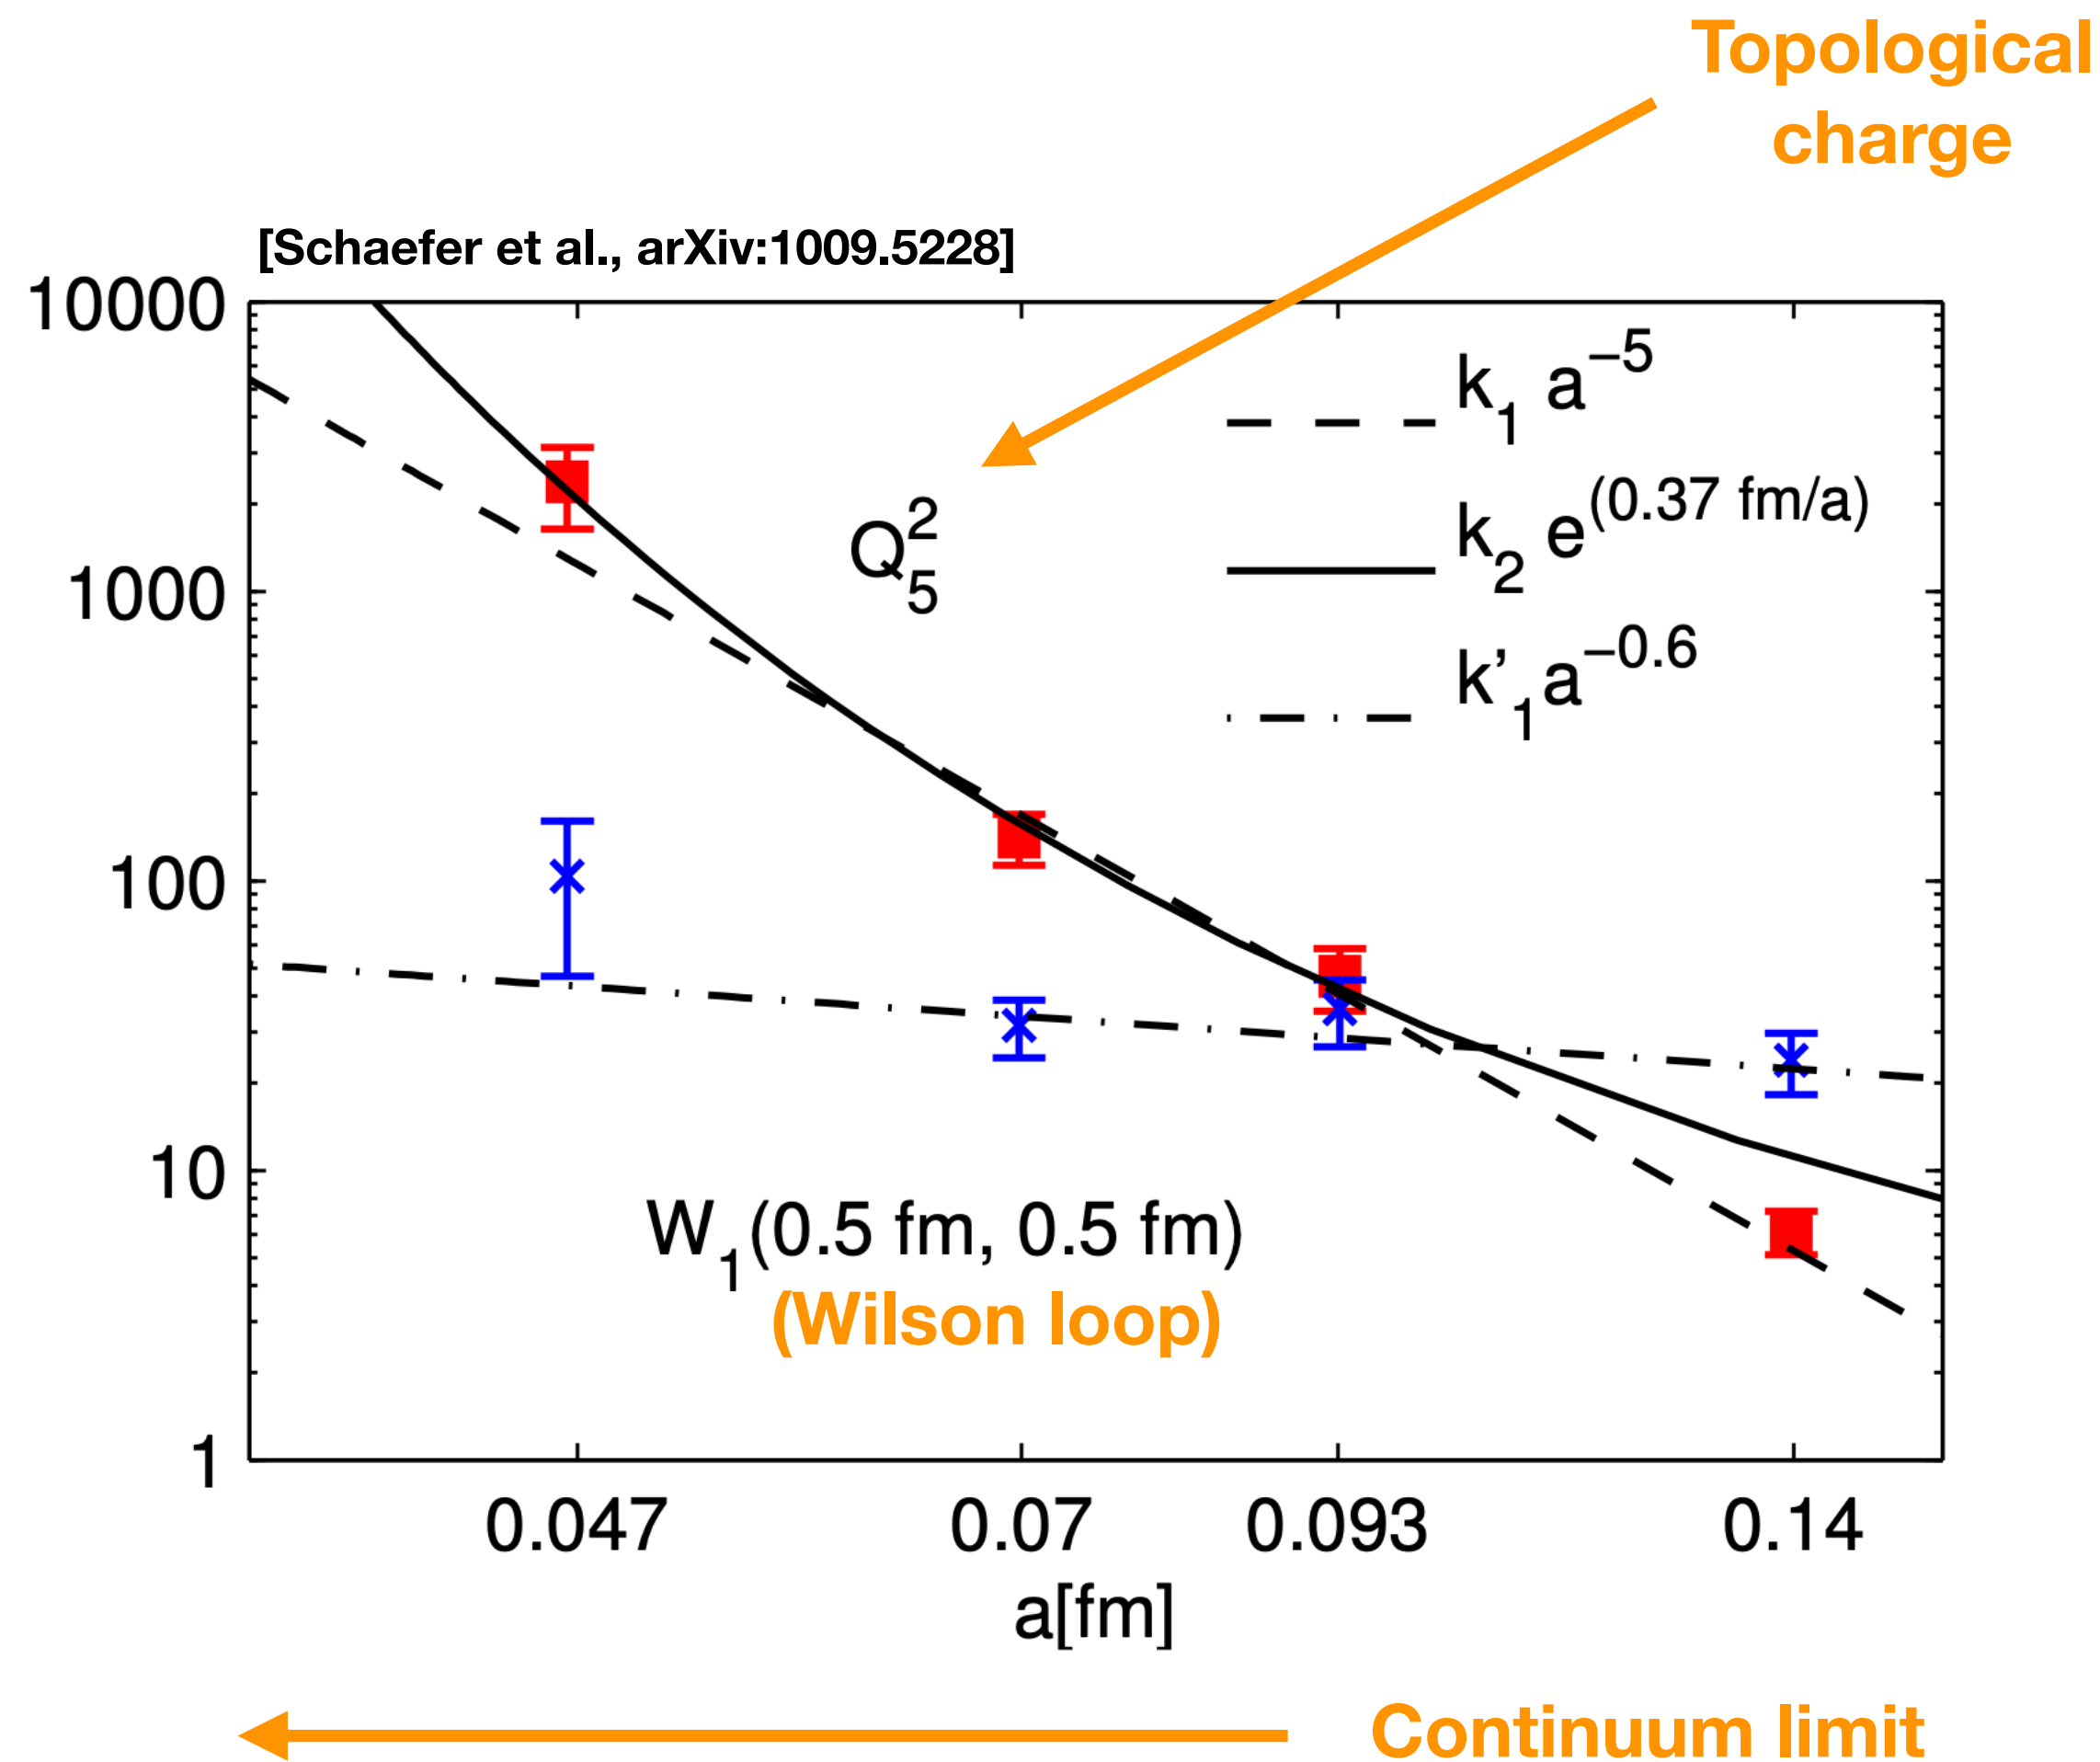 Topological
charge
[Schaefer et al., arXiv:1009.5228]
10000
1000
100
10
1
k₁ a⁻⁵
k₂ e^(0.37 fm/a)
k'₁a^−0.6
Q₅²
W₁(0.5 fm, 0.5 fm)
(Wilson loop)
0.047 0.07 0.093 0.14
a[fm]
Continuum limit